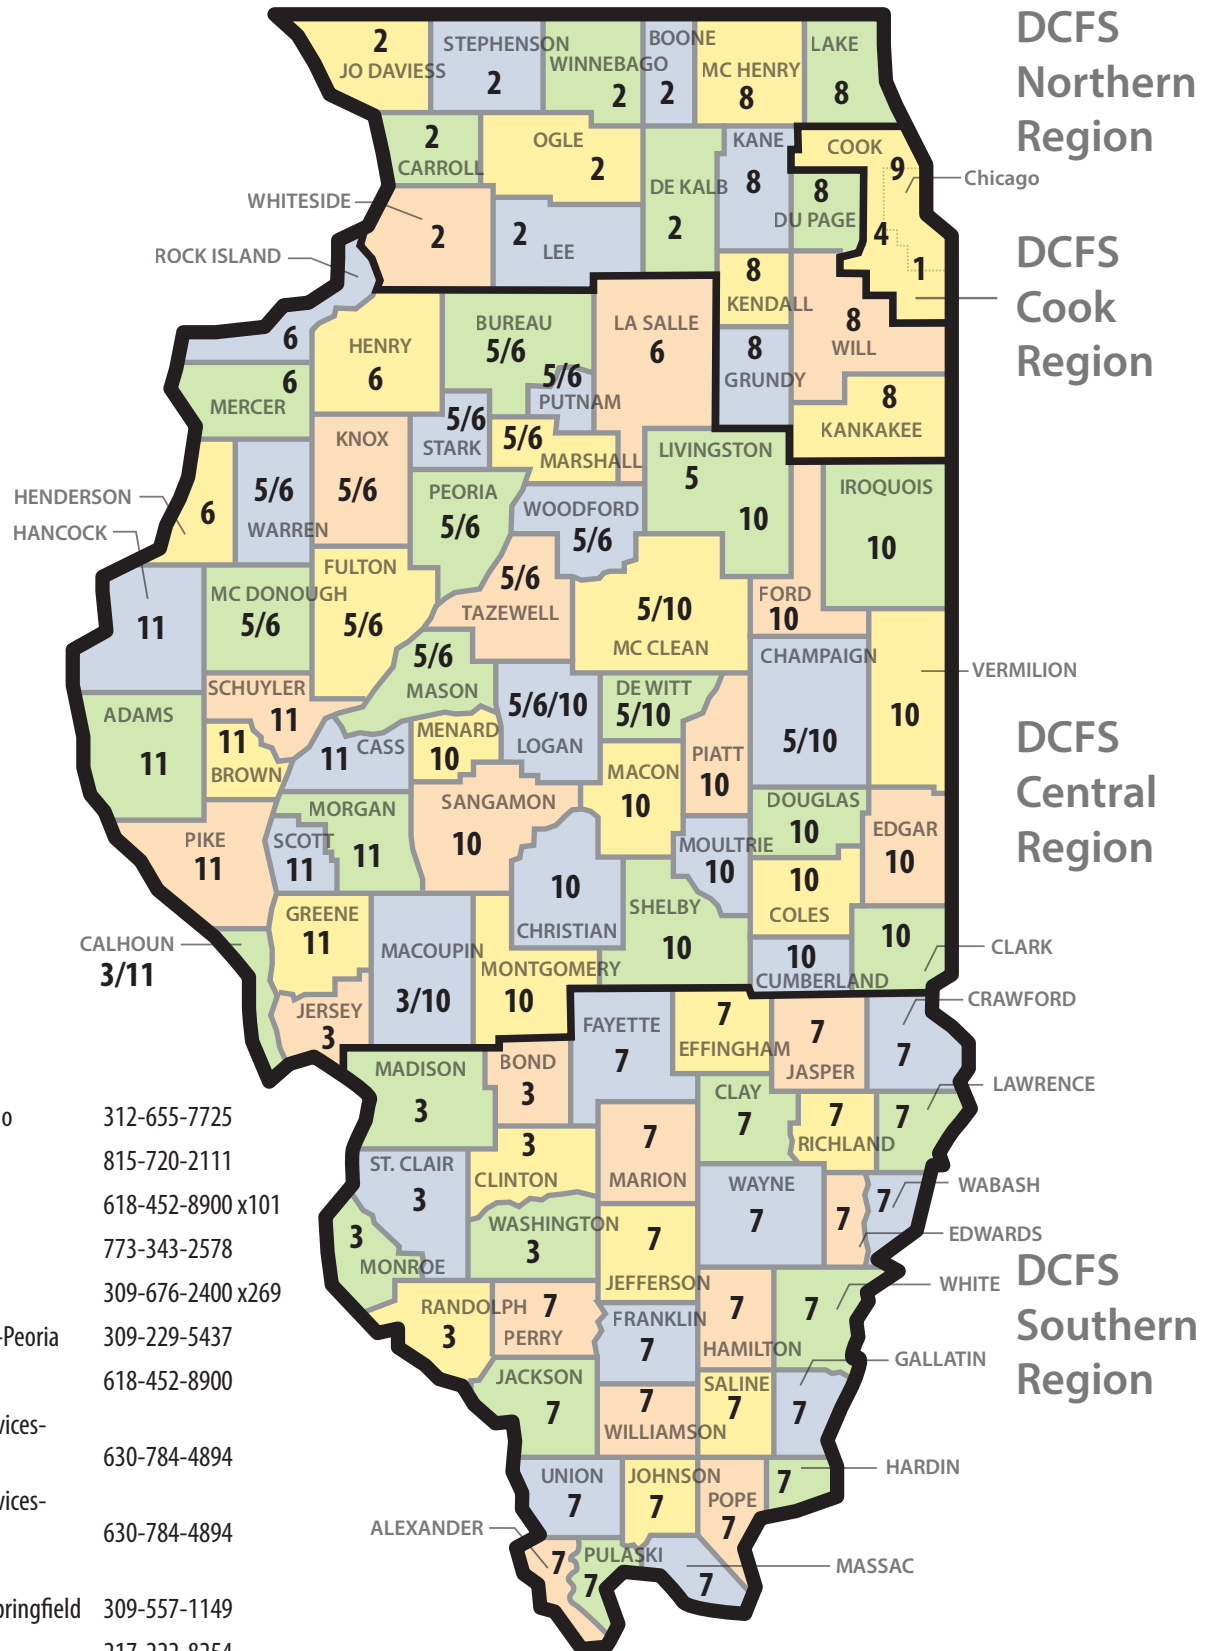 DCFS
Northern
Region
2
JO DAVIESS
STEPHENSON
2
WINNEBAGO
2
BOONE
2
MC HENRY
8
LAKE
8
2
CARROLL
OGLE
2
DE KALB
2
KANE
8
COOK
9
Chicago
4
1
8
DU PAGE
WHITESIDE
2
2
LEE
DCFS
Cook
Region
ROCK ISLAND
6
8
KENDALL
8
WILL
HENRY
6
BUREAU
5/6
LA SALLE
6
8
GRUNDY
5/6
PUTNAM
6
MERCER
8
KANKAKEE
5/6
STARK
5/6
MARSHALL
KNOX
5/6
LIVINGSTON
5
10
IROQUOIS
10
HENDERSON
6
5/6
WARREN
PEORIA
5/6
WOODFORD
5/6
HANCOCK
11
MC DONOUGH
5/6
FULTON
5/6
5/6
TAZEWELL
5/10
MC CLEAN
FORD
10
5/6
MASON
CHAMPAIGN
5/10
VERMILION
10
SCHUYLER
11
5/6/10
LOGAN
DE WITT
5/10
DCFS
Central
Region
ADAMS
11
11
BROWN
11
CASS
MENARD
10
PIATT
10
MACON
10
PIKE
11
MORGAN
11
SCOTT
11
SANGAMON
10
DOUGLAS
10
EDGAR
10
MOULTRIE
10
10
CHRISTIAN
10
COLES
GREENE
11
SHELBY
10
10
CLARK
CALHOUN
3/11
MACOUPIN
3/10
MONTGOMERY
10
10
CUMBERLAND
JERSEY
3
CRAWFORD
7
FAYETTE
7
7
EFFINGHAM
7
JASPER
BOND
3
MADISON
3
LAWRENCE
7
CLAY
7
7
RICHLAND
7
MARION
3
CLINTON
ST. CLAIR
3
WAYNE
7
WABASH
7
7
EDWARDS
WASHINGTON
3
3
MONROE
7
JEFFERSON
DCFS
Southern
Region
WHITE
7
RANDOLPH
3
7
PERRY
FRANKLIN
7
7
HAMILTON
GALLATIN
7
JACKSON
7
7
WILLIAMSON
SALINE
7
HARDIN
7
UNION
7
JOHNSON
7
POPE
7
ALEXANDER
7
PULASKI
7
MASSAC
7
o 312-655-7725
815-720-2111
618-452-8900 x101
773-343-2578
309-676-2400 x269
-Peoria 309-229-5437
618-452-8900
vices-
630-784-4894
vices-
630-784-4894
pringfield 309-557-1149